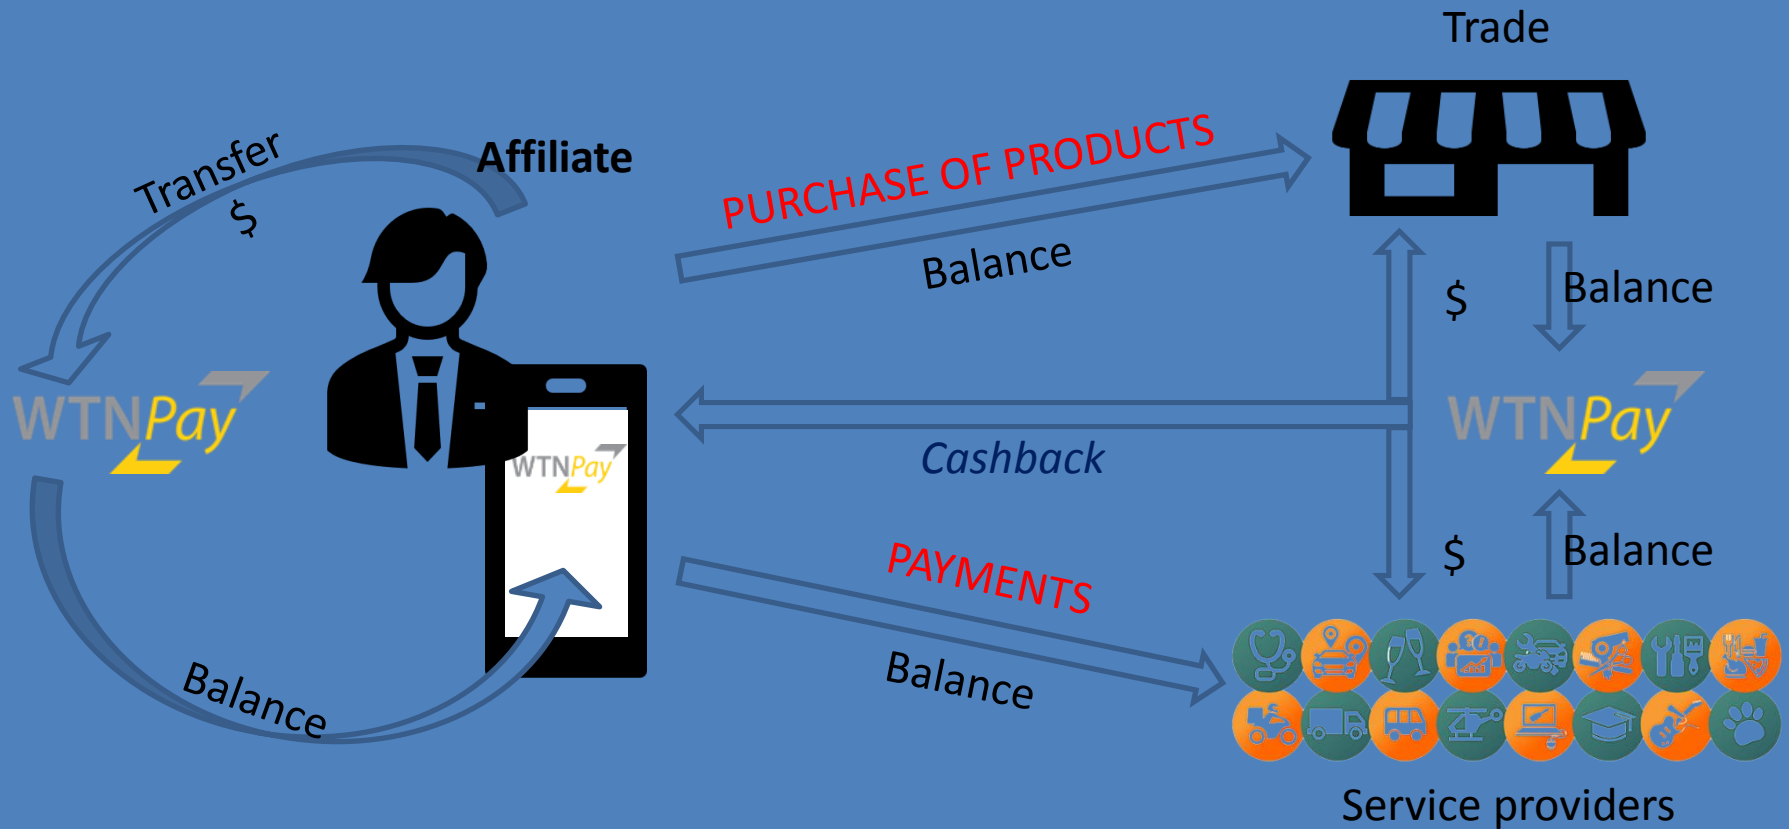 Trade
Transfer
$
Affiliate
PURCHASE OF PRODUCTS
Balance
$
Balance
WTNPay
WTNPay
WTNPay
Cashback
PAYMENTS
Balance
$
Balance
Balance
Service providers